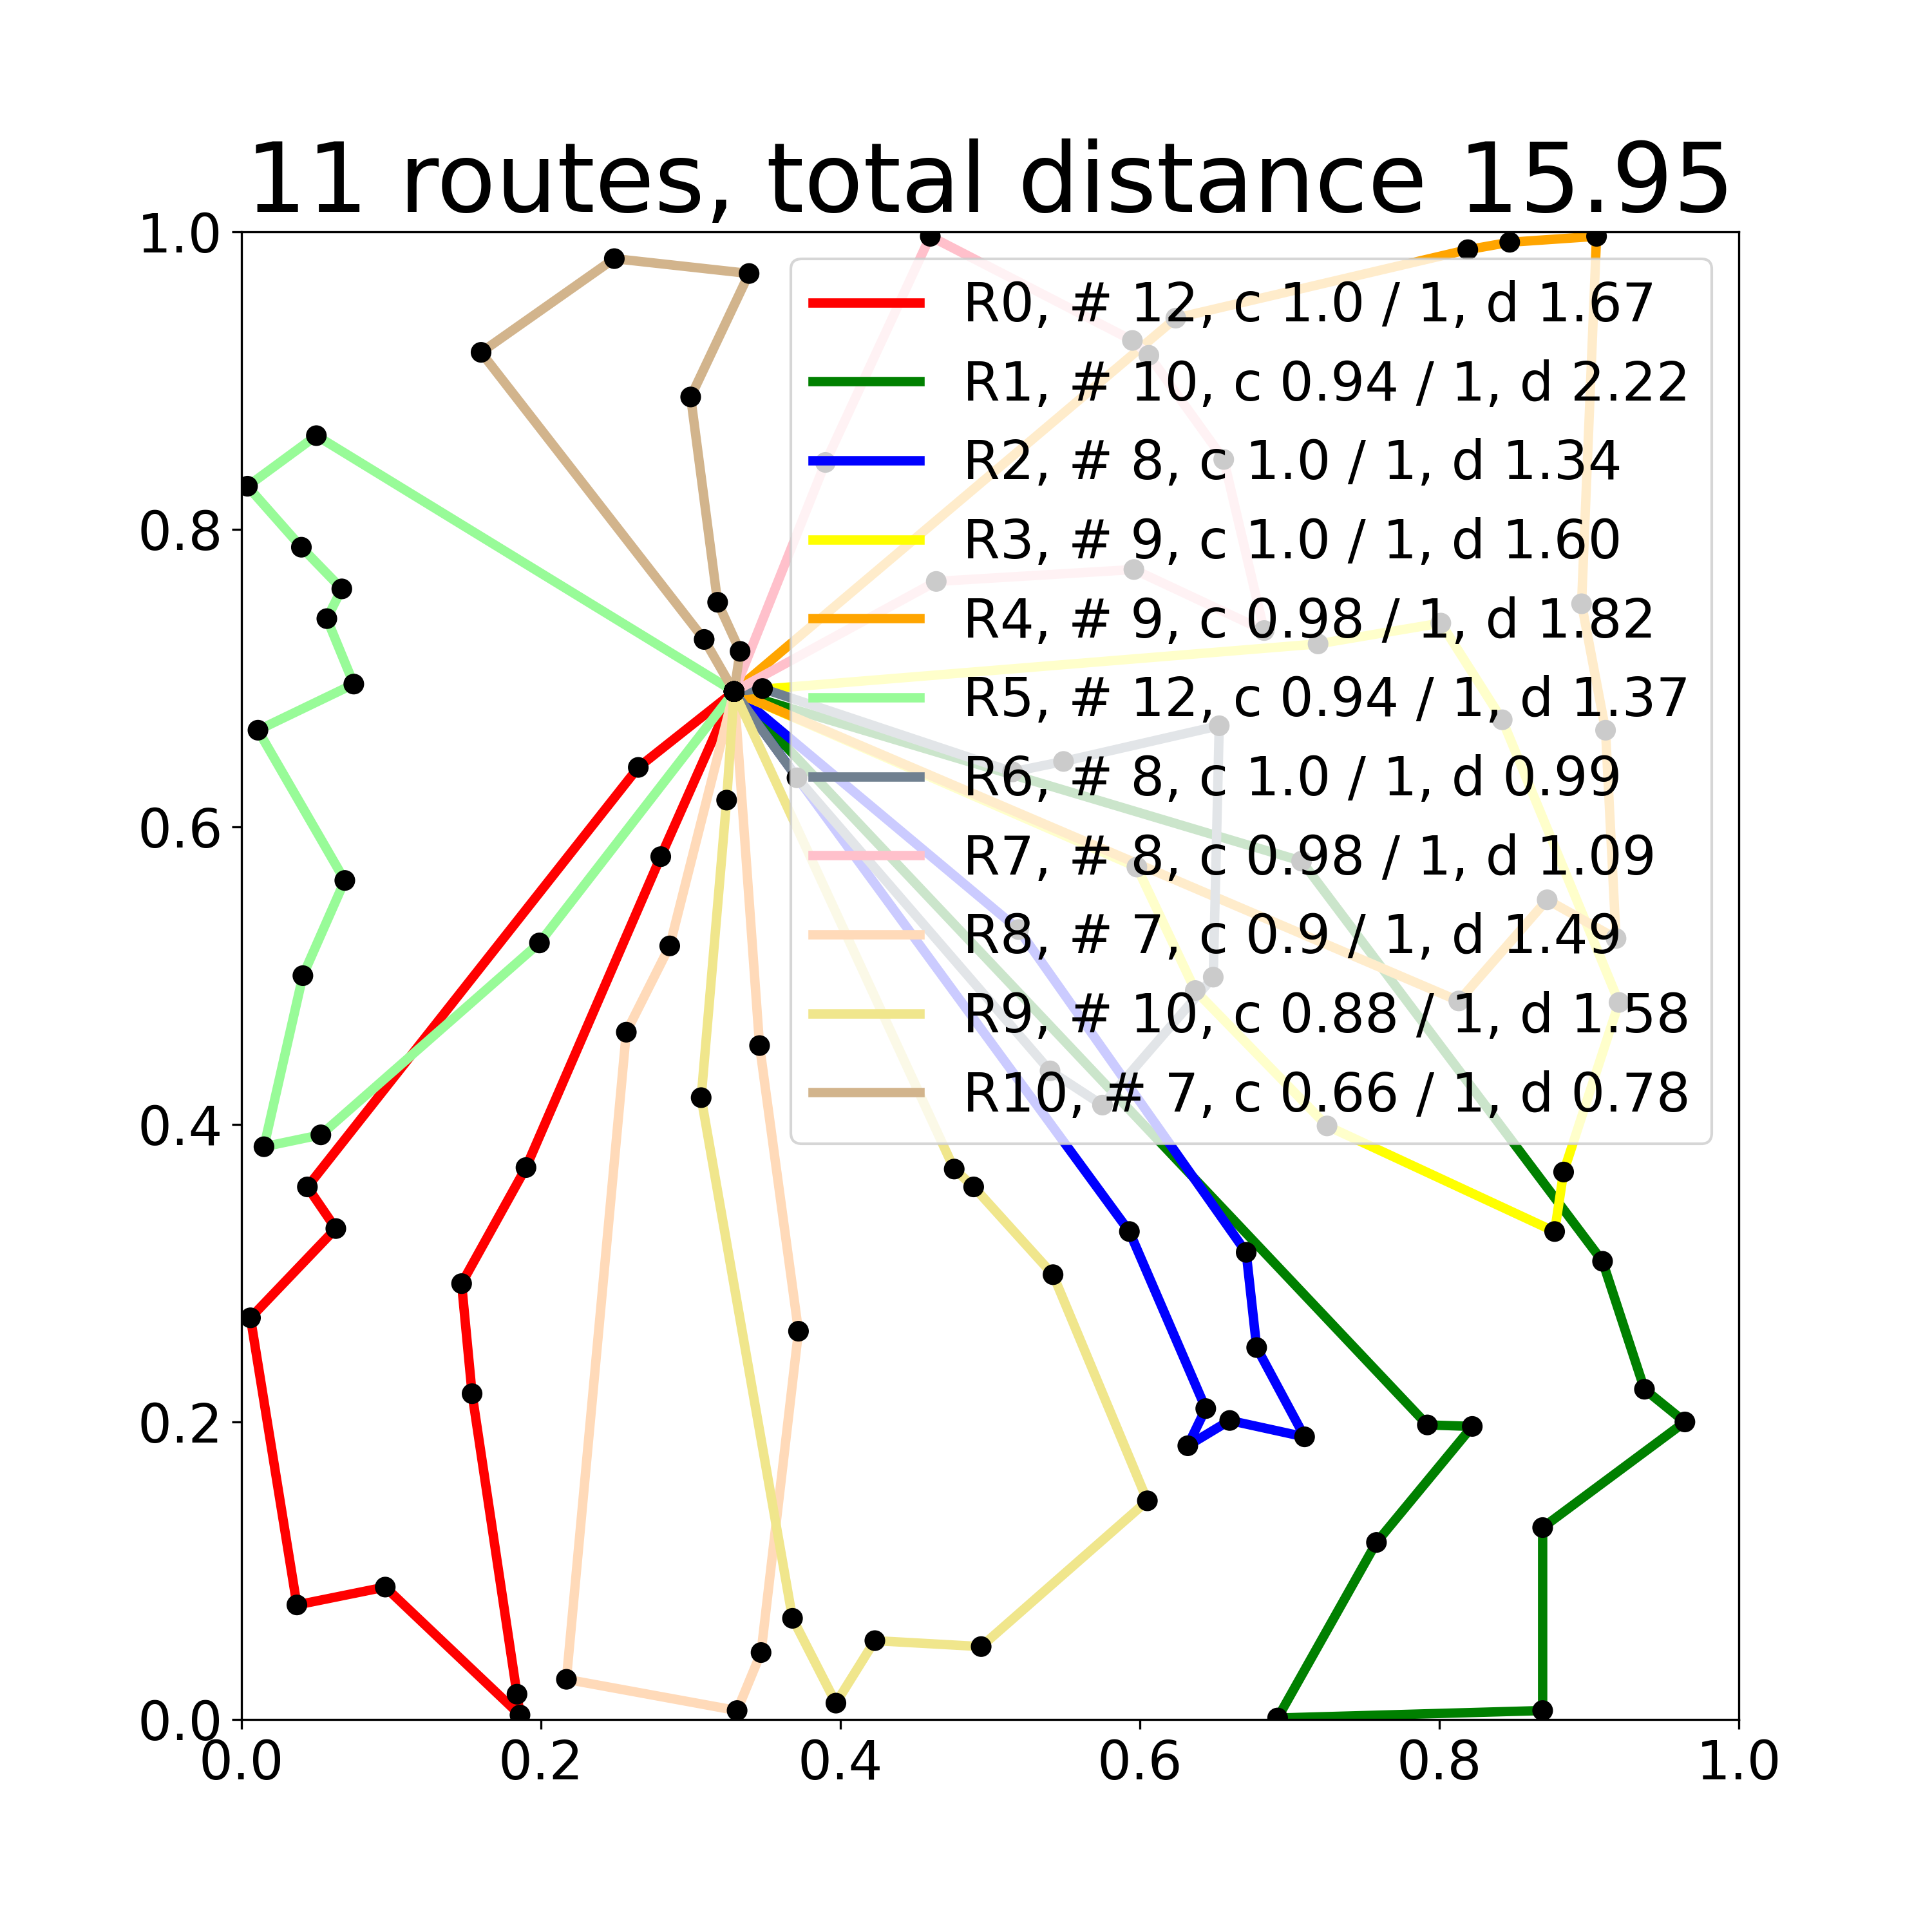 11 routes, total distance 15.95
1.0
0.8
0.6
0.4
0.2
0.0
R0, # 12, c 1.0 / 1, d 1.67
R1, # 10, c 0.94 / 1, d 2.22
R2, # 8, c 1.0 / 1, d 1.34
R3, # 9, c 1.0 / 1, d 1.60
R4, # 9, c 0.98 / 1, d 1.82
R5, # 12, c 0.94 / 1, d 1.37
R6, # 8, c 1.0 / 1, d 0.99
R7, # 8, c 0.98 / 1, d 1.09
R8, # 7, c 0.9 / 1, d 1.49
R9, # 10, c 0.88 / 1, d 1.58
R10, # 7, c 0.66 / 1, d 0.78
0.0 0.2 0.4 0.6 0.8 1.0